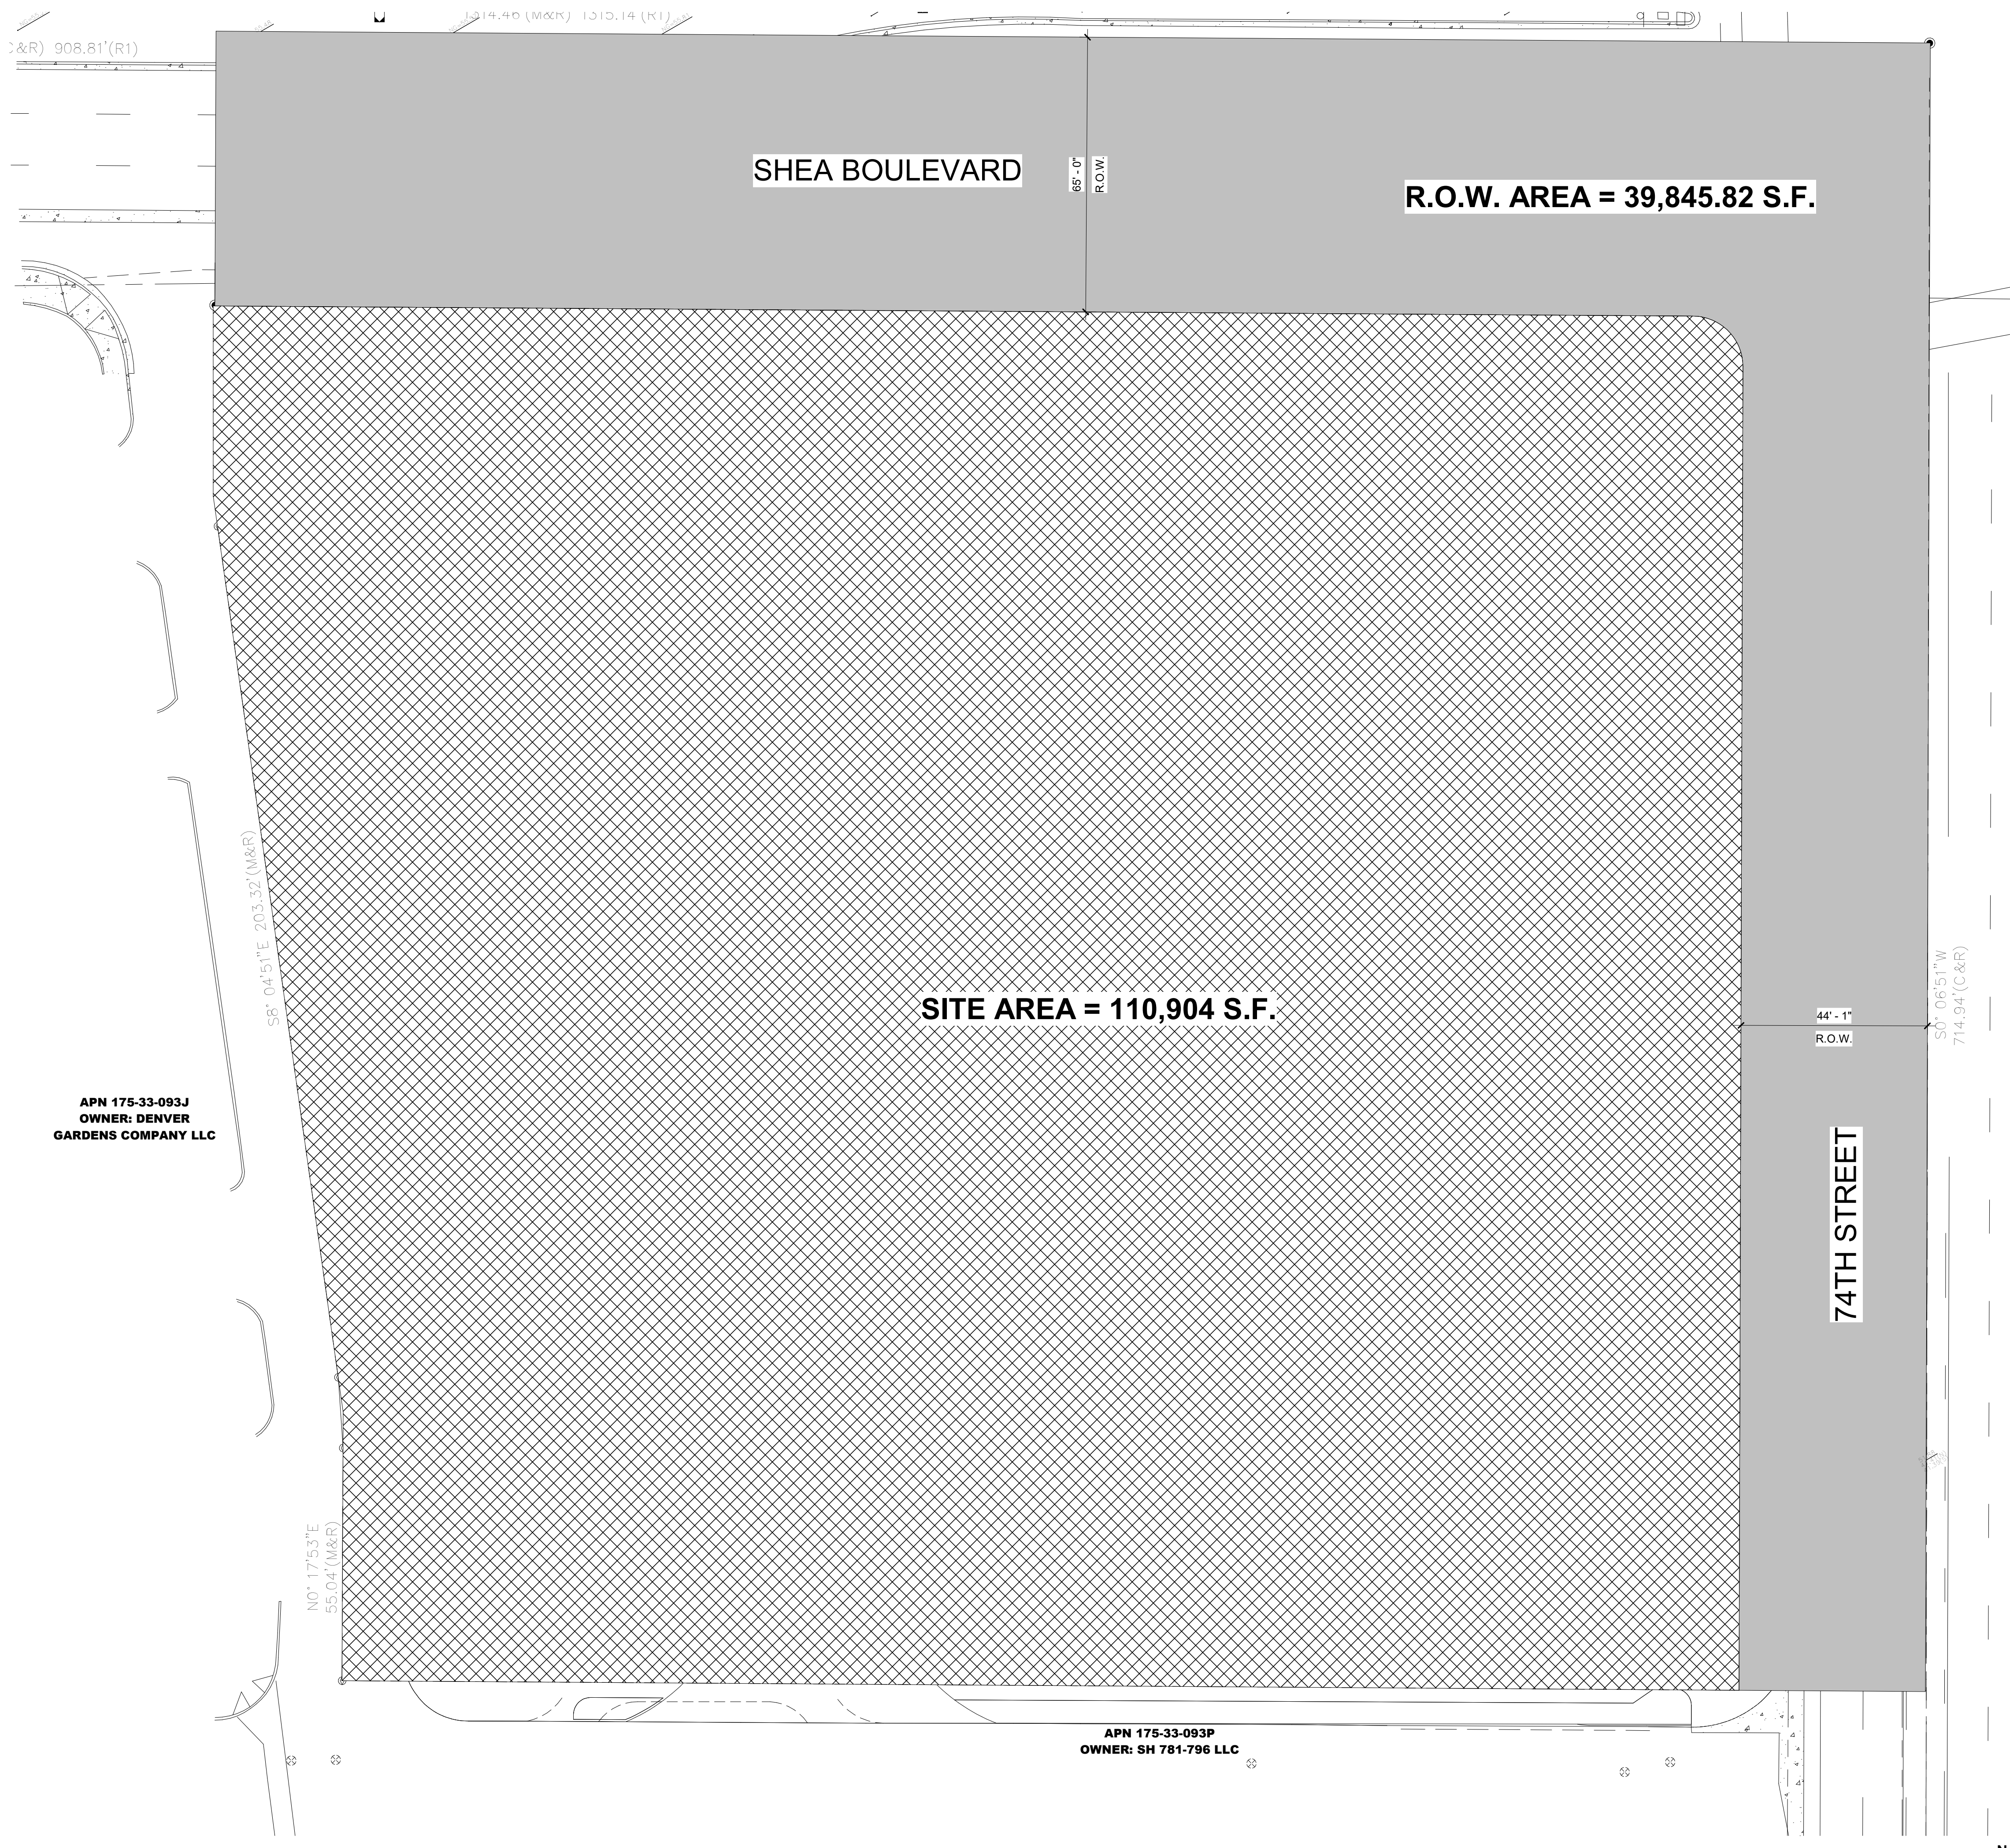 1314.46 (M&R) 1315.14 (R1)
C&R) 908.81'(R1)
SHEA BOULEVARD
65' - 0"
R.O.W.
R.O.W. AREA = 39,845.82 S.F.
S8° 04'51"E 203.32'(M&R)
SITE AREA = 110,904 S.F.
44' - 1"
R.O.W.
S0° 06'51"W
714.94'(C&R)
APN 175-33-093J
OWNER: DENVER
GARDENS COMPANY LLC
74TH STREET
N0° 17'53"E
55.04'(M&R)
APN 175-33-093P
OWNER: SH 781-796 LLC